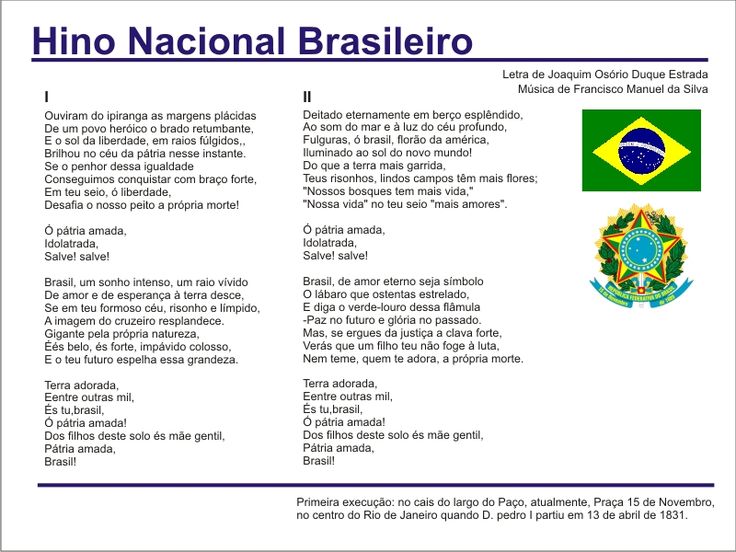 Hino Nacional Brasileiro
Letra de Joaquim Osório Duque Estrada
Música de Francisco Manuel da Silva
I
Ouviram do ipiranga as margens plácidas
De um povo heróico o brado retumbante,
E o sol da liberdade, em raios fúlgidos,,
Brilhou no céu da pátria nesse instante.
Se o penhor dessa igualdade
Conseguimos conquistar com braço forte,
Em teu seio, ó liberdade,
Desafia o nosso peito a própria morte!
Ó pátria amada,
Idolatrada,
Salve! salve!
Brasil, um sonho intenso, um raio vívido
De amor e de esperança à terra desce,
Se em teu formoso céu, risonho e límpido,
A imagem do cruzeiro resplandece.
Gigante pela própria natureza,
Éés belo, és forte, impávido colosso,
E o teu futuro espelha essa grandeza.
Terra adorada,
Eentre outras mil,
És tu,brasil,
Ó pátria amada!
Dos filhos deste solo és mãe gentil,
Pátria amada,
Brasil!
II
Deitado eternamente em berço esplêndido,
Ao som do mar e à luz do céu profundo,
Fulguras, ó brasil, florão da américa,
Iluminado ao sol do novo mundo!
Do que a terra mais garrida,
Teus risonhos, lindos campos têm mais flores;
"Nossos bosques tem mais vida,"
"Nossa vida" no teu seio "mais amores".
Ó pátria amada,
Idolatrada,
Salve! salve!
Brasil, de amor eterno seja símbolo
O lábaro que ostentas estrelado,
E diga o verde-louro dessa flâmula
-Paz no futuro e glória no passado.
Mas, se ergues da justiça a clava forte,
Verás que um filho teu não foge à luta,
Nem teme, quem te adora, a própria morte.
Terra adorada,
Eentre outras mil,
És tu,brasil,
Ó pátria amada!
Dos filhos deste solo és mãe gentil,
Pátria amada,
Brasil!
Primeira execução: no cais do largo do Paço, atualmente, Praça 15 de Novembro,
no centro do Rio de Janeiro quando D. pedro I partiu em 13 de abril de 1831.